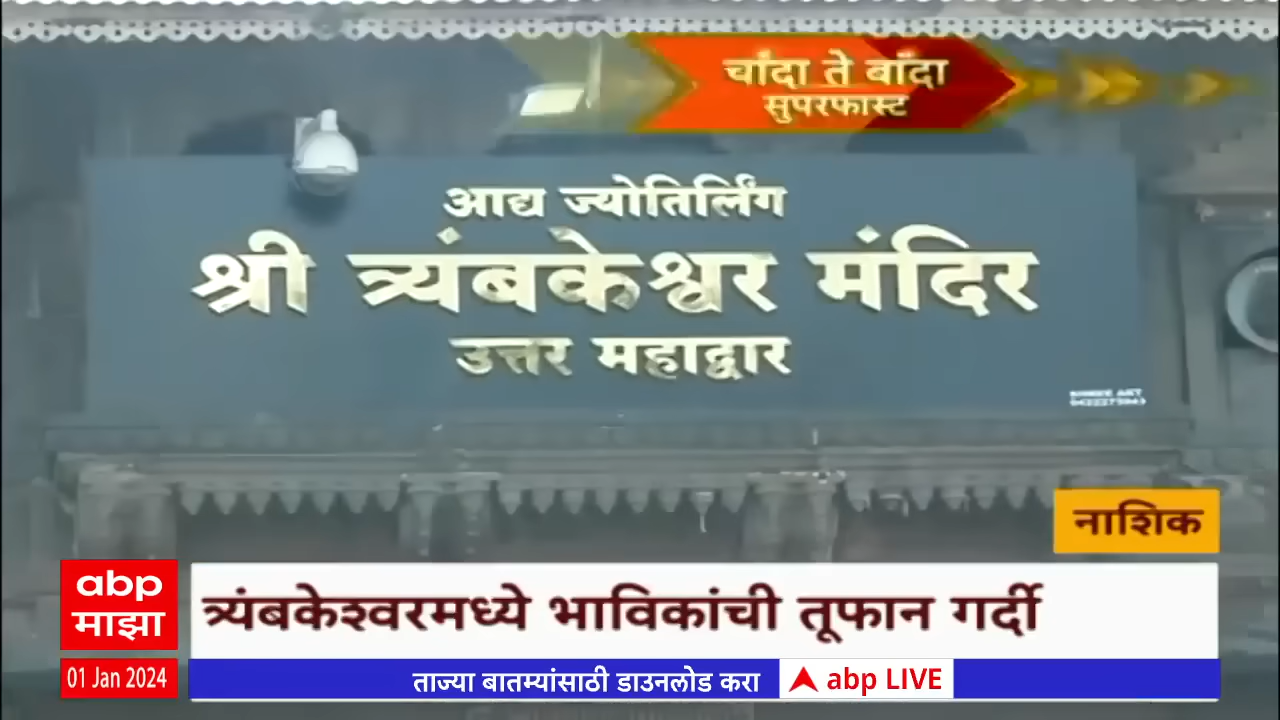 चांदा ते बांदा
सुपरफास्ट
आद्य ज्योतिर्लिंग
श्री त्र्यंबकेश्वर मंदिर
उत्तर महाद्वार
नाशिक
abp
माझा
त्र्यंबकेश्वरमध्ये भाविकांची तूफान गर्दी
01 Jan 2024
ताज्या बातम्यांसाठी डाउनलोड करा abp LIVE